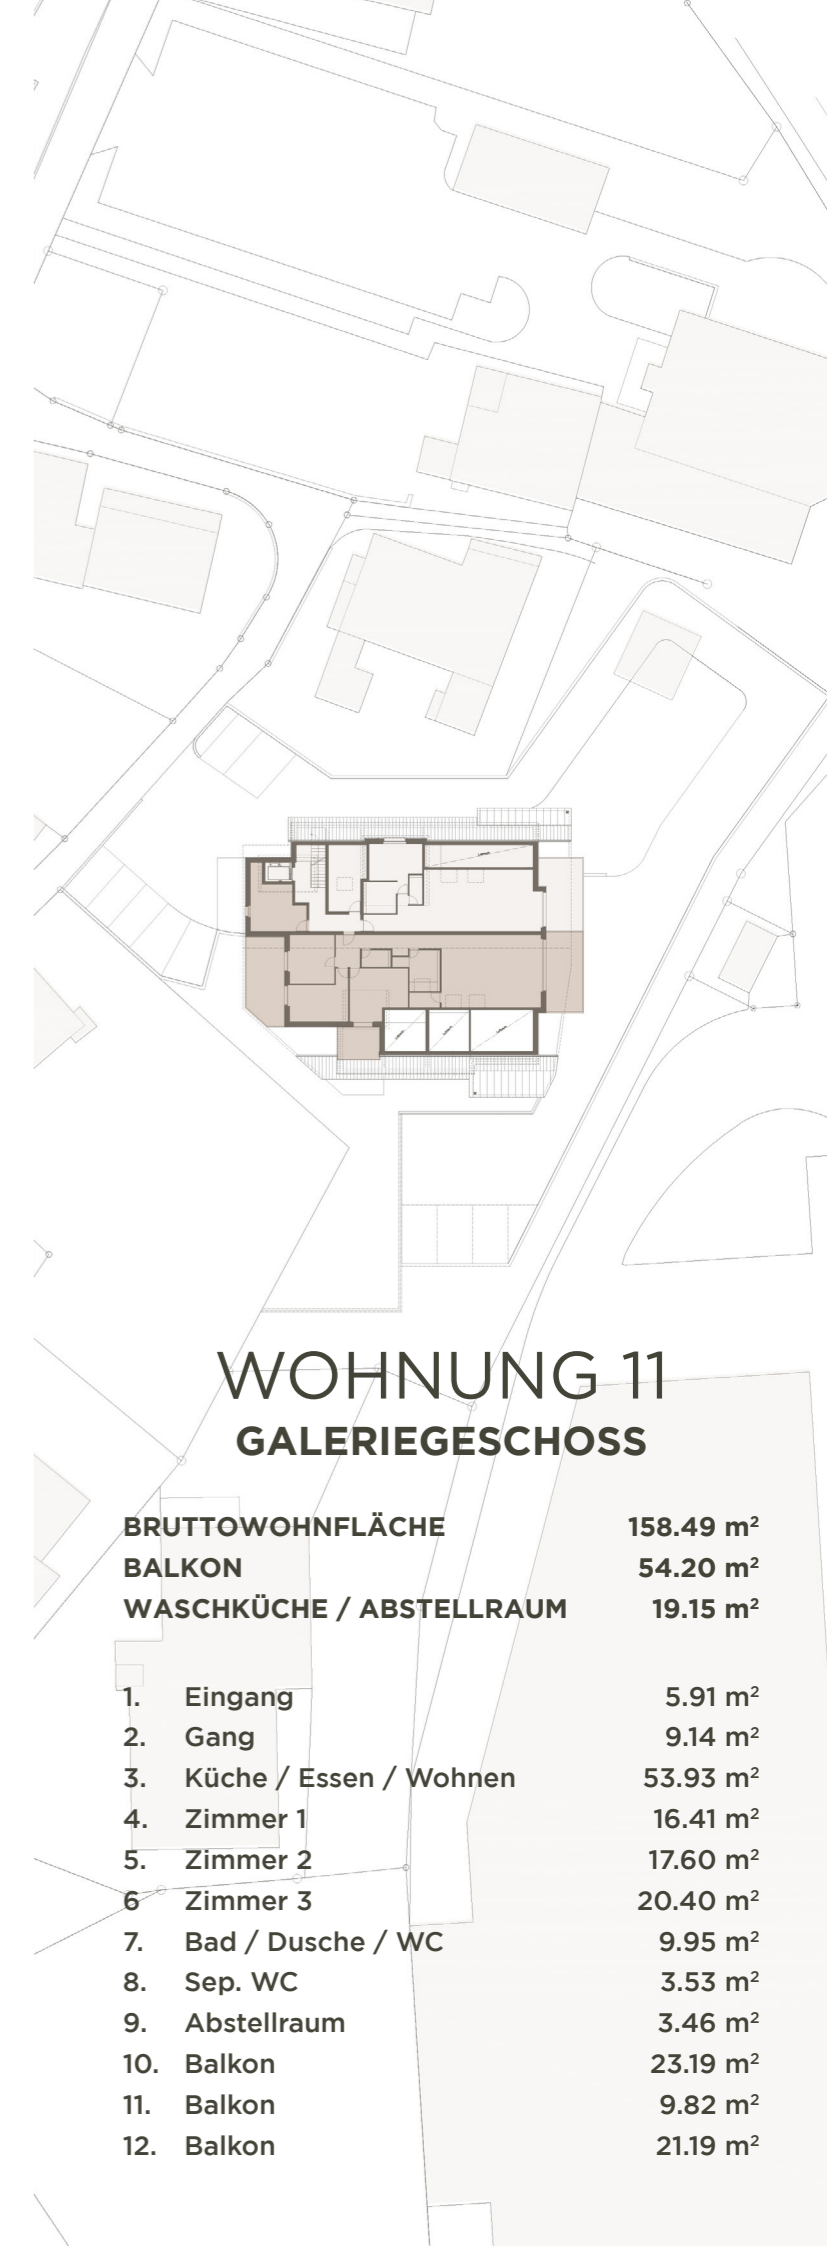 WOHNUNG 11
GALERIEGESCHOSS
BRUTTOWOHNFLÄCHE 158.49 m²
BALKON 54.20 m²
WASCHKÜCHE / ABSTELLRAUM 19.15 m²
1. Eingang 5.91 m²
2. Gang 9.14 m²
3. Küche / Essen / Wohnen 53.93 m²
4. Zimmer 1 16.41 m²
5. Zimmer 2 17.60 m²
6 Zimmer 3 20.40 m²
7. Bad / Dusche / WC 9.95 m²
8. Sep. WC 3.53 m²
9. Abstellraum 3.46 m²
10. Balkon 23.19 m²
11. Balkon 9.82 m²
12. Balkon 21.19 m²